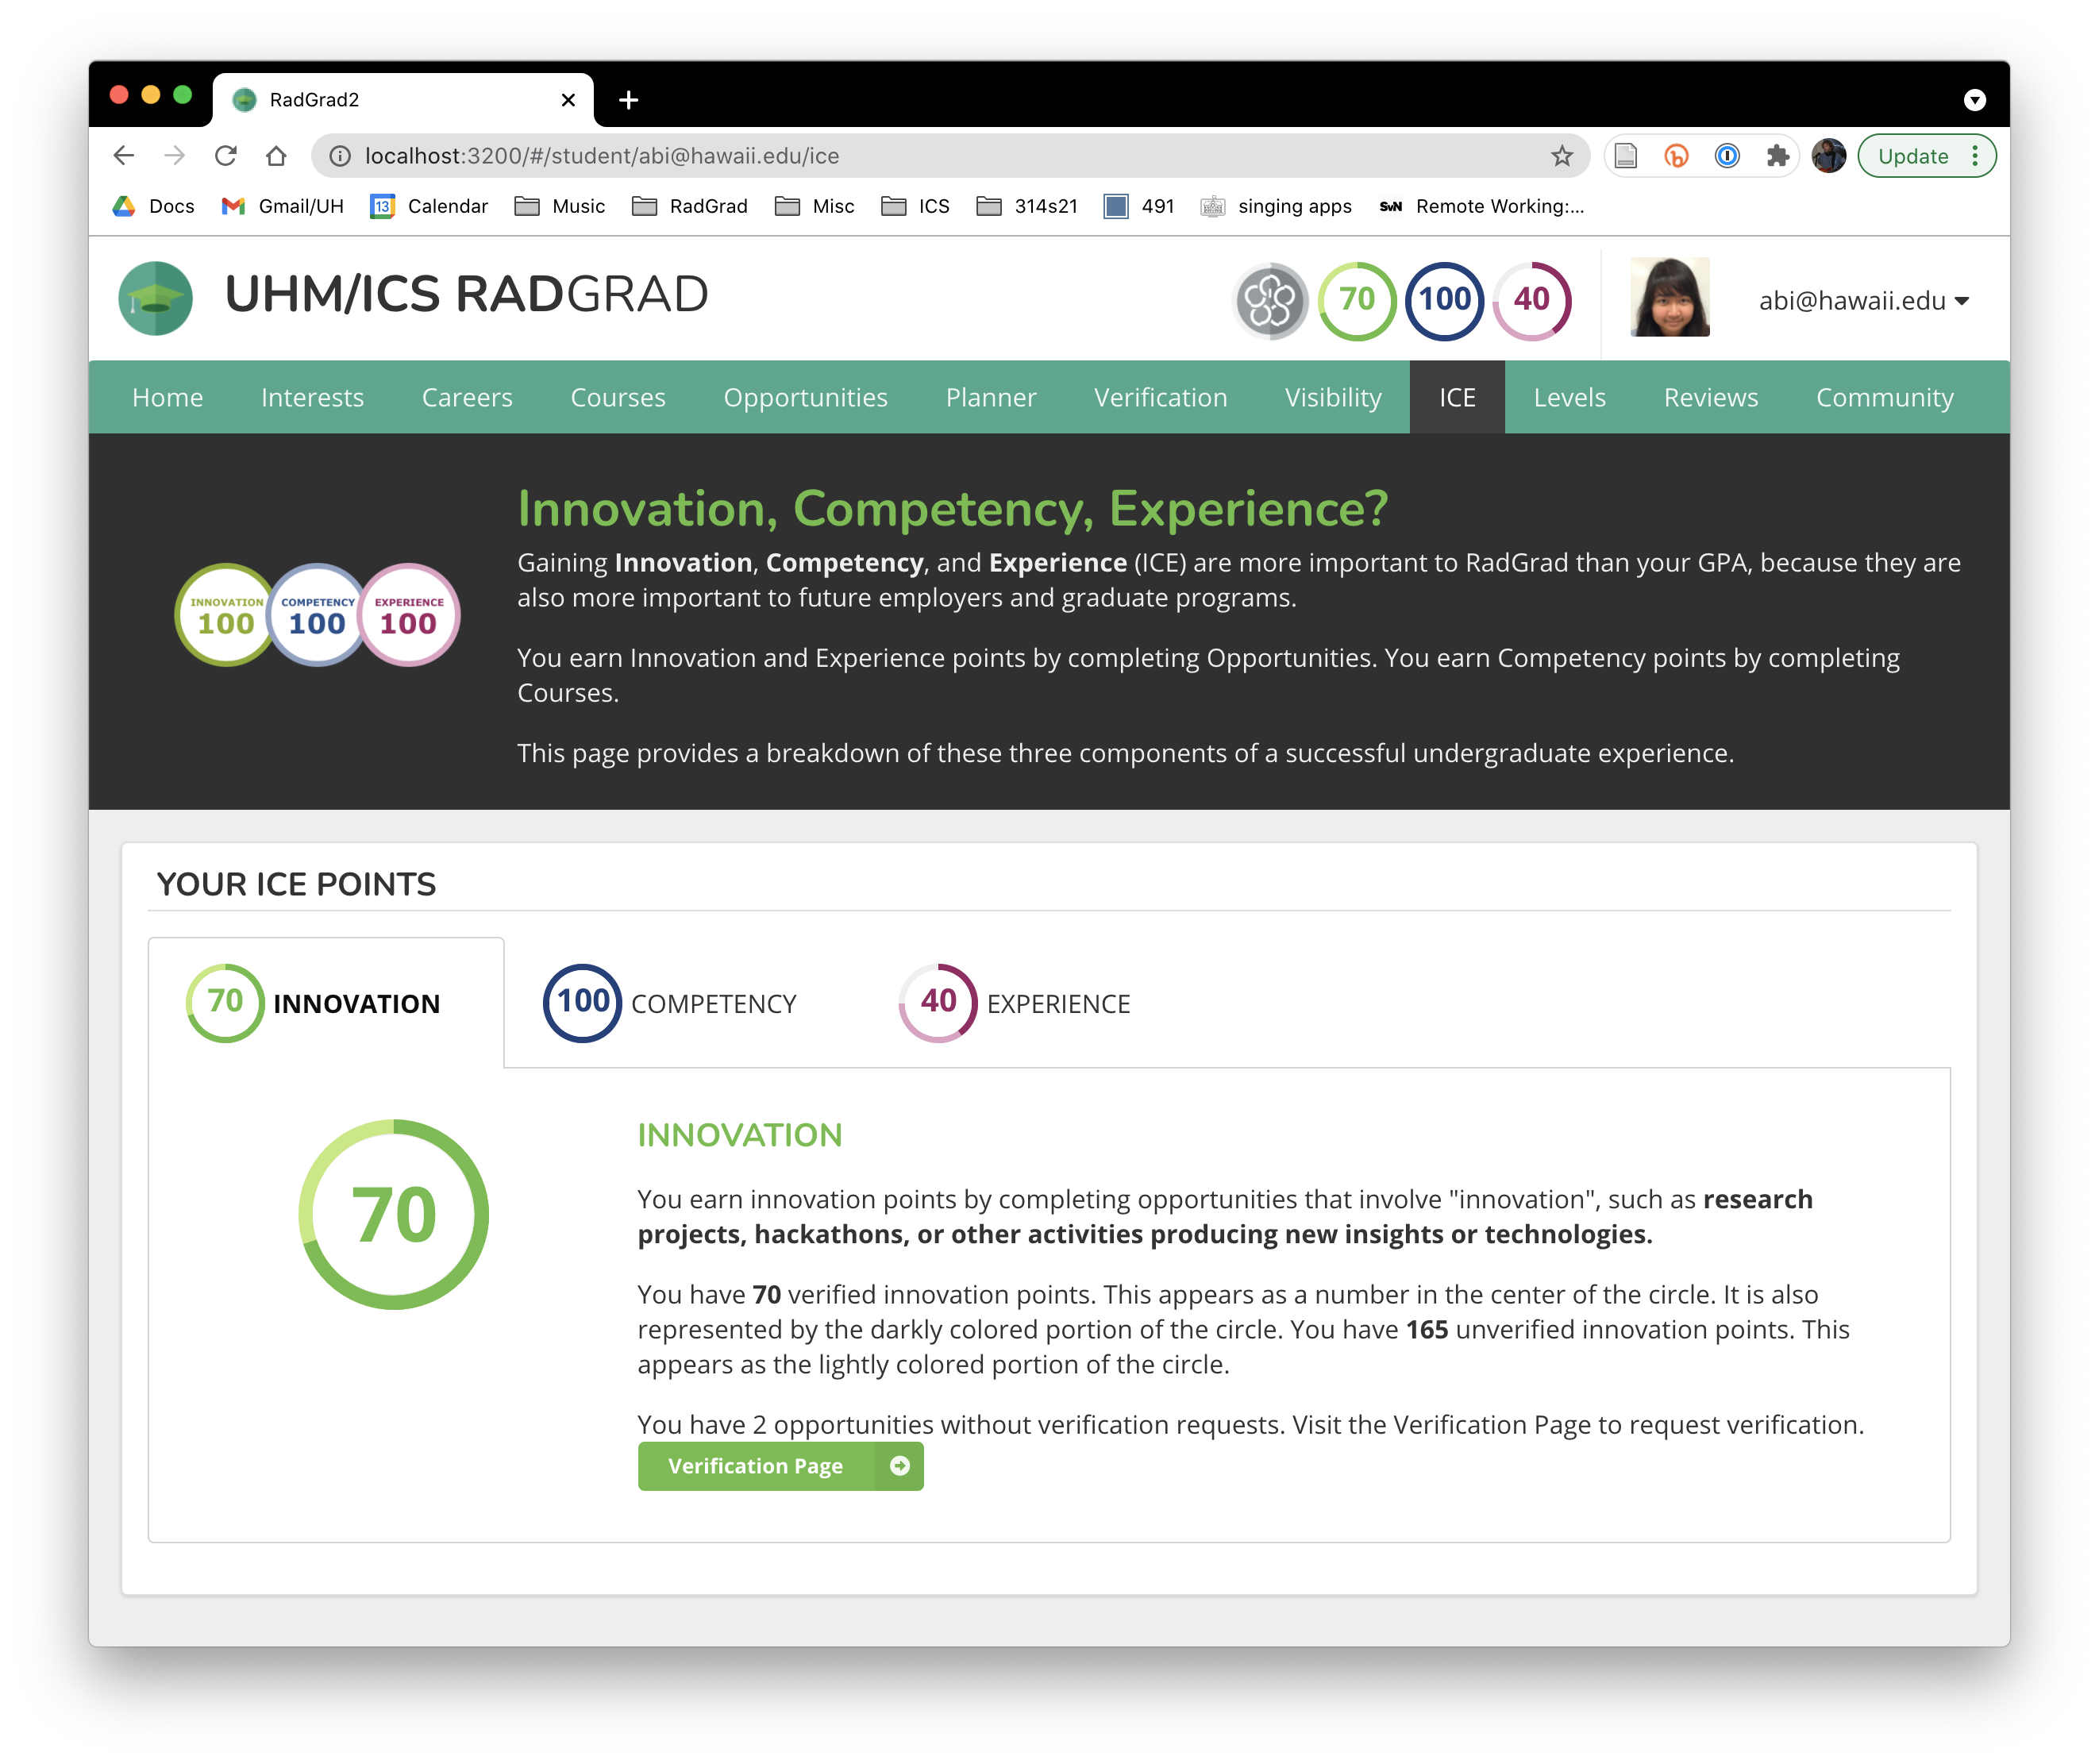 RadGrad2
localhost:3200/#/student/abi@hawaii.edu/ice
Update
Docs
Gmail/UH
13
Calendar
Music
RadGrad
Misc
ICS
314s21
491
singing apps
SvN
Remote Working:...
UHM/ICS RADGRAD
70
100
40
abi@hawaii.edu
Home
Interests
Careers
Courses
Opportunities
Planner
Verification
Visibility
ICE
Levels
Reviews
Community
INNOVATION
100
COMPETENCY
100
EXPERIENCE
100
Innovation, Competency, Experience?
Gaining Innovation, Competency, and Experience (ICE) are more important to RadGrad than your GPA, because they are
also more important to future employers and graduate programs.
You earn Innovation and Experience points by completing Opportunities. You earn Competency points by completing
Courses.
This page provides a breakdown of these three components of a successful undergraduate experience.
YOUR ICE POINTS
70 INNOVATION
100 COMPETENCY
40 EXPERIENCE
70
INNOVATION
You earn innovation points by completing opportunities that involve "innovation", such as research
projects, hackathons, or other activities producing new insights or technologies.
You have 70 verified innovation points. This appears as a number in the center of the circle. It is also
represented by the darkly colored portion of the circle. You have 165 unverified innovation points. This
appears as the lightly colored portion of the circle.
You have 2 opportunities without verification requests. Visit the Verification Page to request verification.
Verification Page